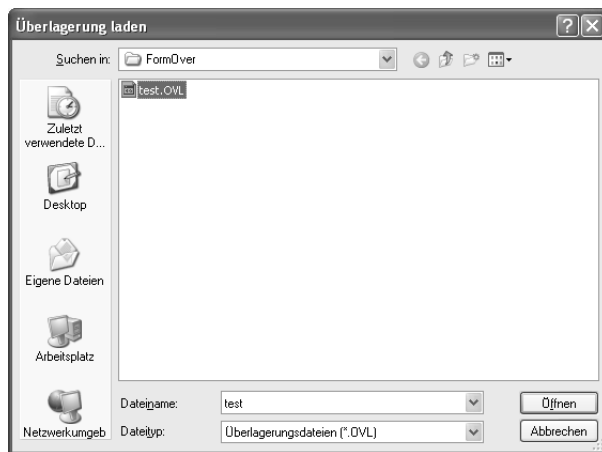 Überlagerung laden
Suchen in:
FormOver
test.OVL
Zuletzt
verwendete D...
Desktop
Eigene Dateien
Arbeitsplatz
Netzwerkumgeb
Dateiname:
test
Öffnen
Dateityp:
Überlagerungsdateien (*.OVL)
Abbrechen